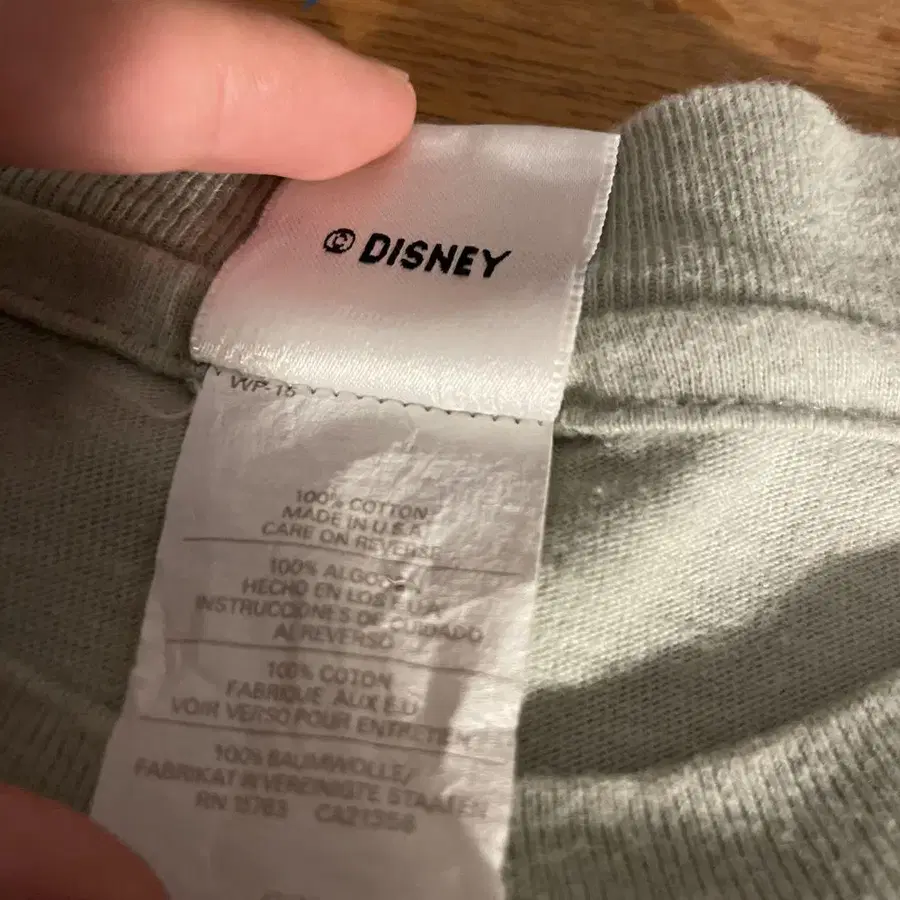 © DISNEY
WP-15
100% COTTON
MADE IN U.S.A
CARE ON REVERSE
100% ALGODON
HECHO EN LOS E.U.A.
INSTRUCCIONES DE CUIDADO
AL REVERSO
100% COTON
FABRIQUE AUX E.U
VOIR VERSO POUR ENTRETIEN
100% BAUMWOLLE/
FABRIKAT IN VEREINIGTE STAATEN
RN 15763